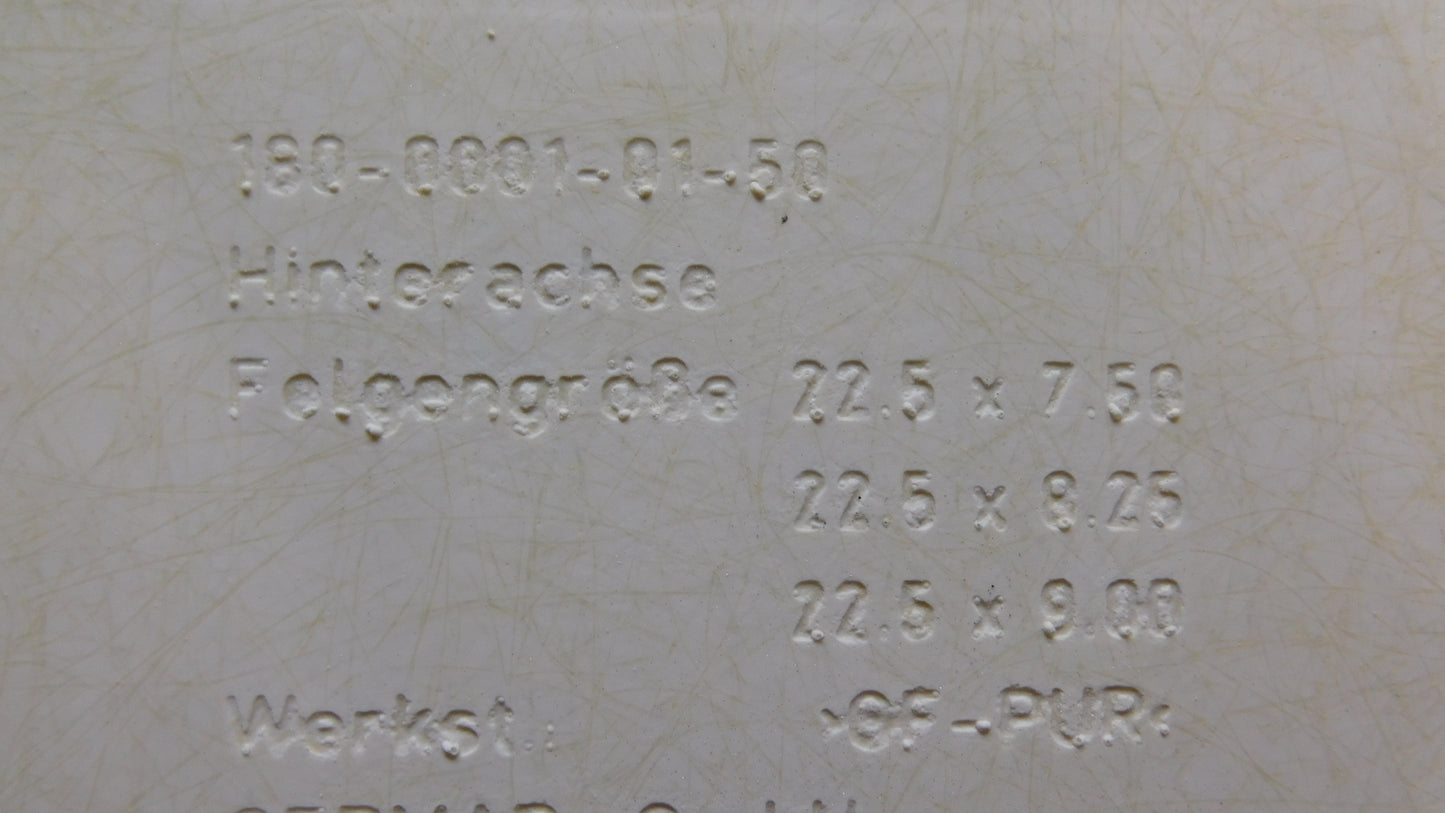 180-0001-01-50
Hinterachse
Felgengröße 22.5 x 7.50
22.5 x 8.25
22.5 x 9.00
Werkst.: >GF-PUR<